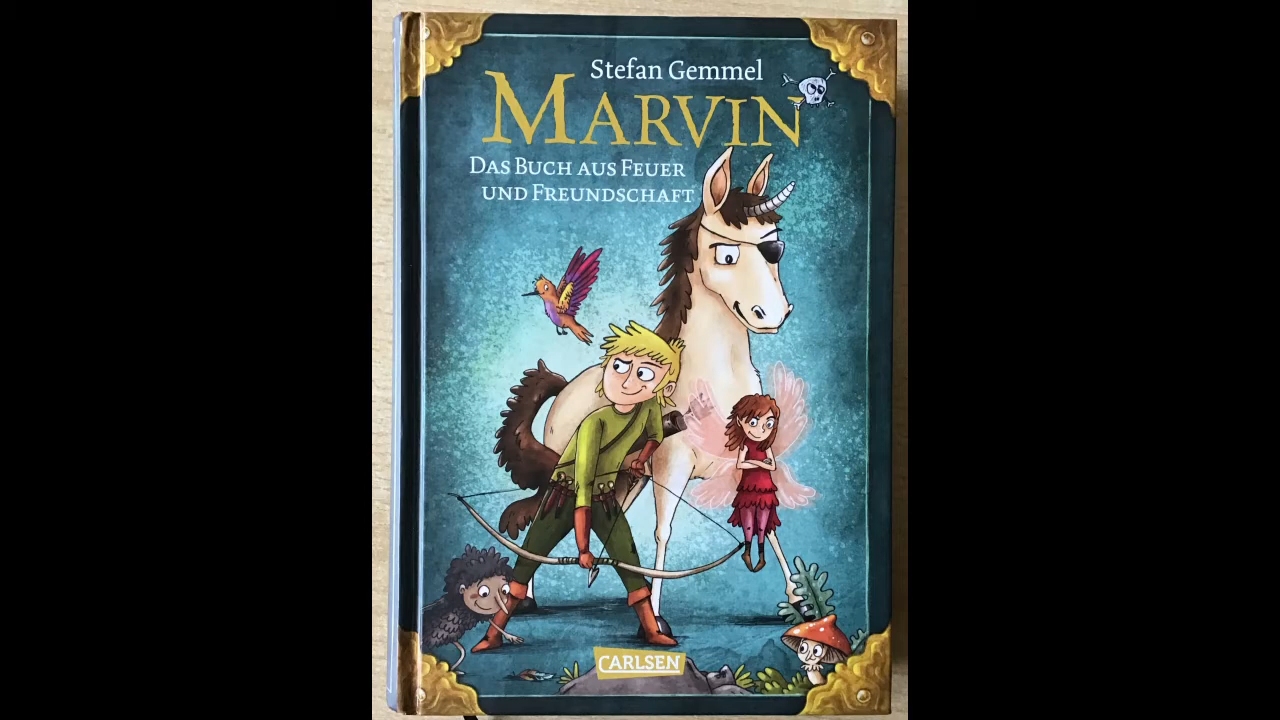 Stefan Gemmel
MARVIN
DAS BUCH AUS FEUER
UND FREUNDSCHAFT
CARLSEN